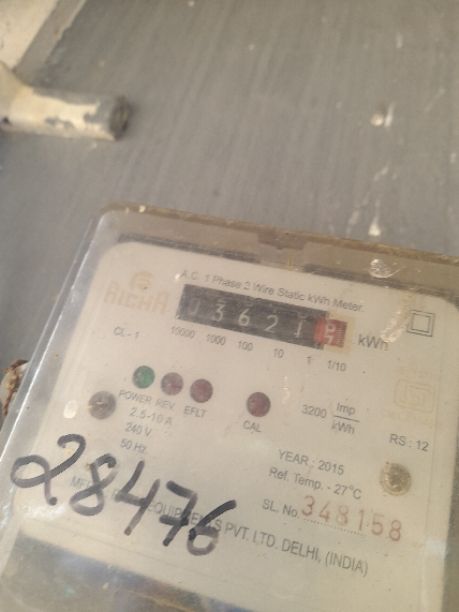 A.C. 1 Phase 2 Wire Static kWh Meter.
3621
kWh
CL-1
10000 1000 100 10 1 1/10
POWER REV. EFLT
CAL
3200 Imp/kWh
RS : 12
2.5-10 A
240 V
50 Hz.
YEAR : 2015
Ref. Temp. - 27°C
SL. No. 348158
28476
PVT. LTD. DELHI, (INDIA)